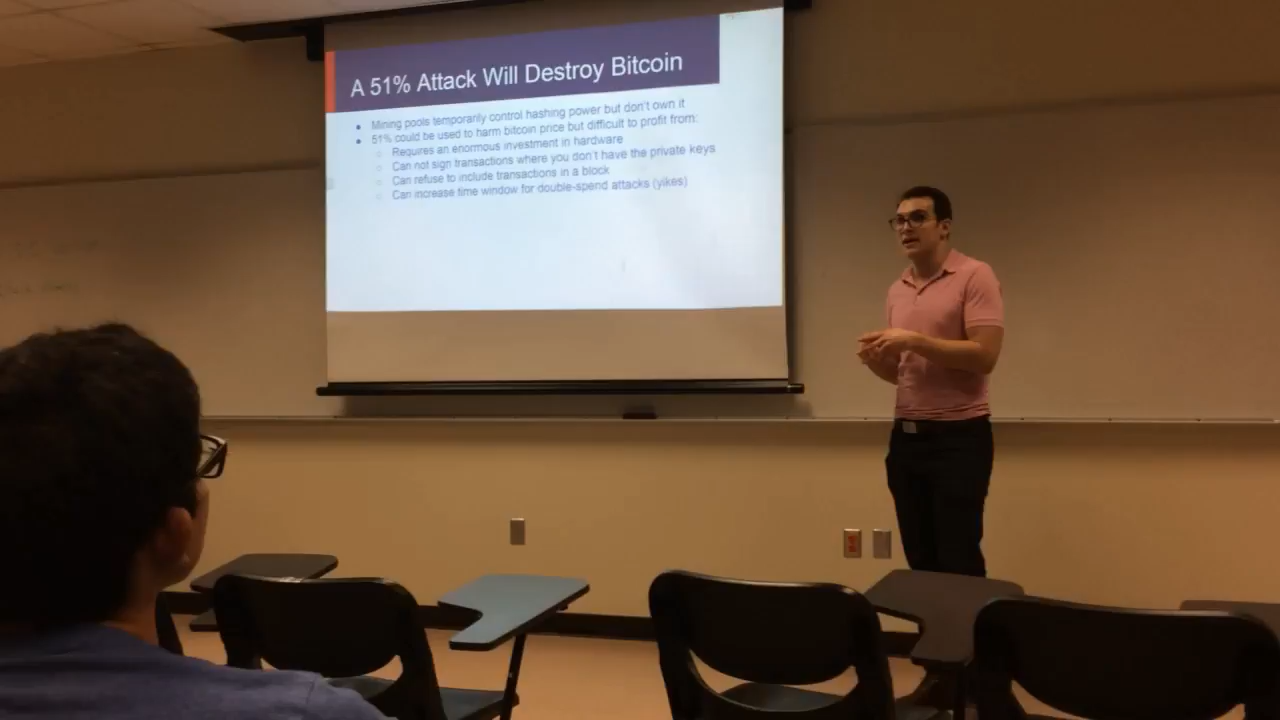 A 51% Attack Will Destroy Bitcoin
Mining pools temporarily control hashing power but don't own it
51% could be used to harm bitcoin price but difficult to profit from:
Requires an enormous investment in hardware
Can not sign transactions where you don't have the private keys
Can refuse to include transactions in a block
Can increase time window for double-spend attacks (yikes)